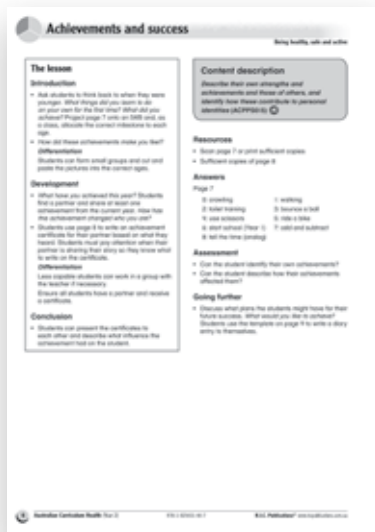 Achievements and success
Being healthy, safe and active
The lesson
Introduction
• Ask students to think back to when they were
younger. What things did you learn to do
on your own for the first time? What did you
achieve? Project page 7 onto an IWB and, as
a class, allocate the correct milestone to each
age.
• How did these achievements make you feel?
Differentiation
Students can form small groups and cut and
paste the pictures into the correct ages.
Development
• What have you achieved this year? Students
find a partner and share at least one
achievement from the current year. How has
the achievement changed who you are?
• Students use page 8 to write an achievement
certificate for their partner based on what they
heard. Students must pay attention when their
partner is sharing their story so they know what
to write on the certificate.
Differentiation
Less capable students can work in a group with
the teacher if necessary.
Ensure all students have a partner and receive
a certificate.
Conclusion
• Students can present the certificates to
each other and describe what influence the
achievement had on the student.
Content description
Describe their own strengths and
achievements and those of others, and
identify how these contribute to personal
identities (ACPPS015)
Resources
• Scan page 7 or print sufficient copies.
• Sufficient copies of page 8
Answers
Page 7
0: crawling 1: walking
2: toilet training 3: bounce a ball
4: use scissors 5: ride a bike
6: start school (Year 1) 7: add and subtract
8: tell the time (analog)
Assessment
• Can the student identify their own achievements?
• Can the student describe how their achievements
affected them?
Going further
• Discuss what plans the students might have for their
future success. What would you like to achieve?
Students use the template on page 9 to write a diary
entry to themselves.
Australian Curriculum Health
R.I.C. Publications®